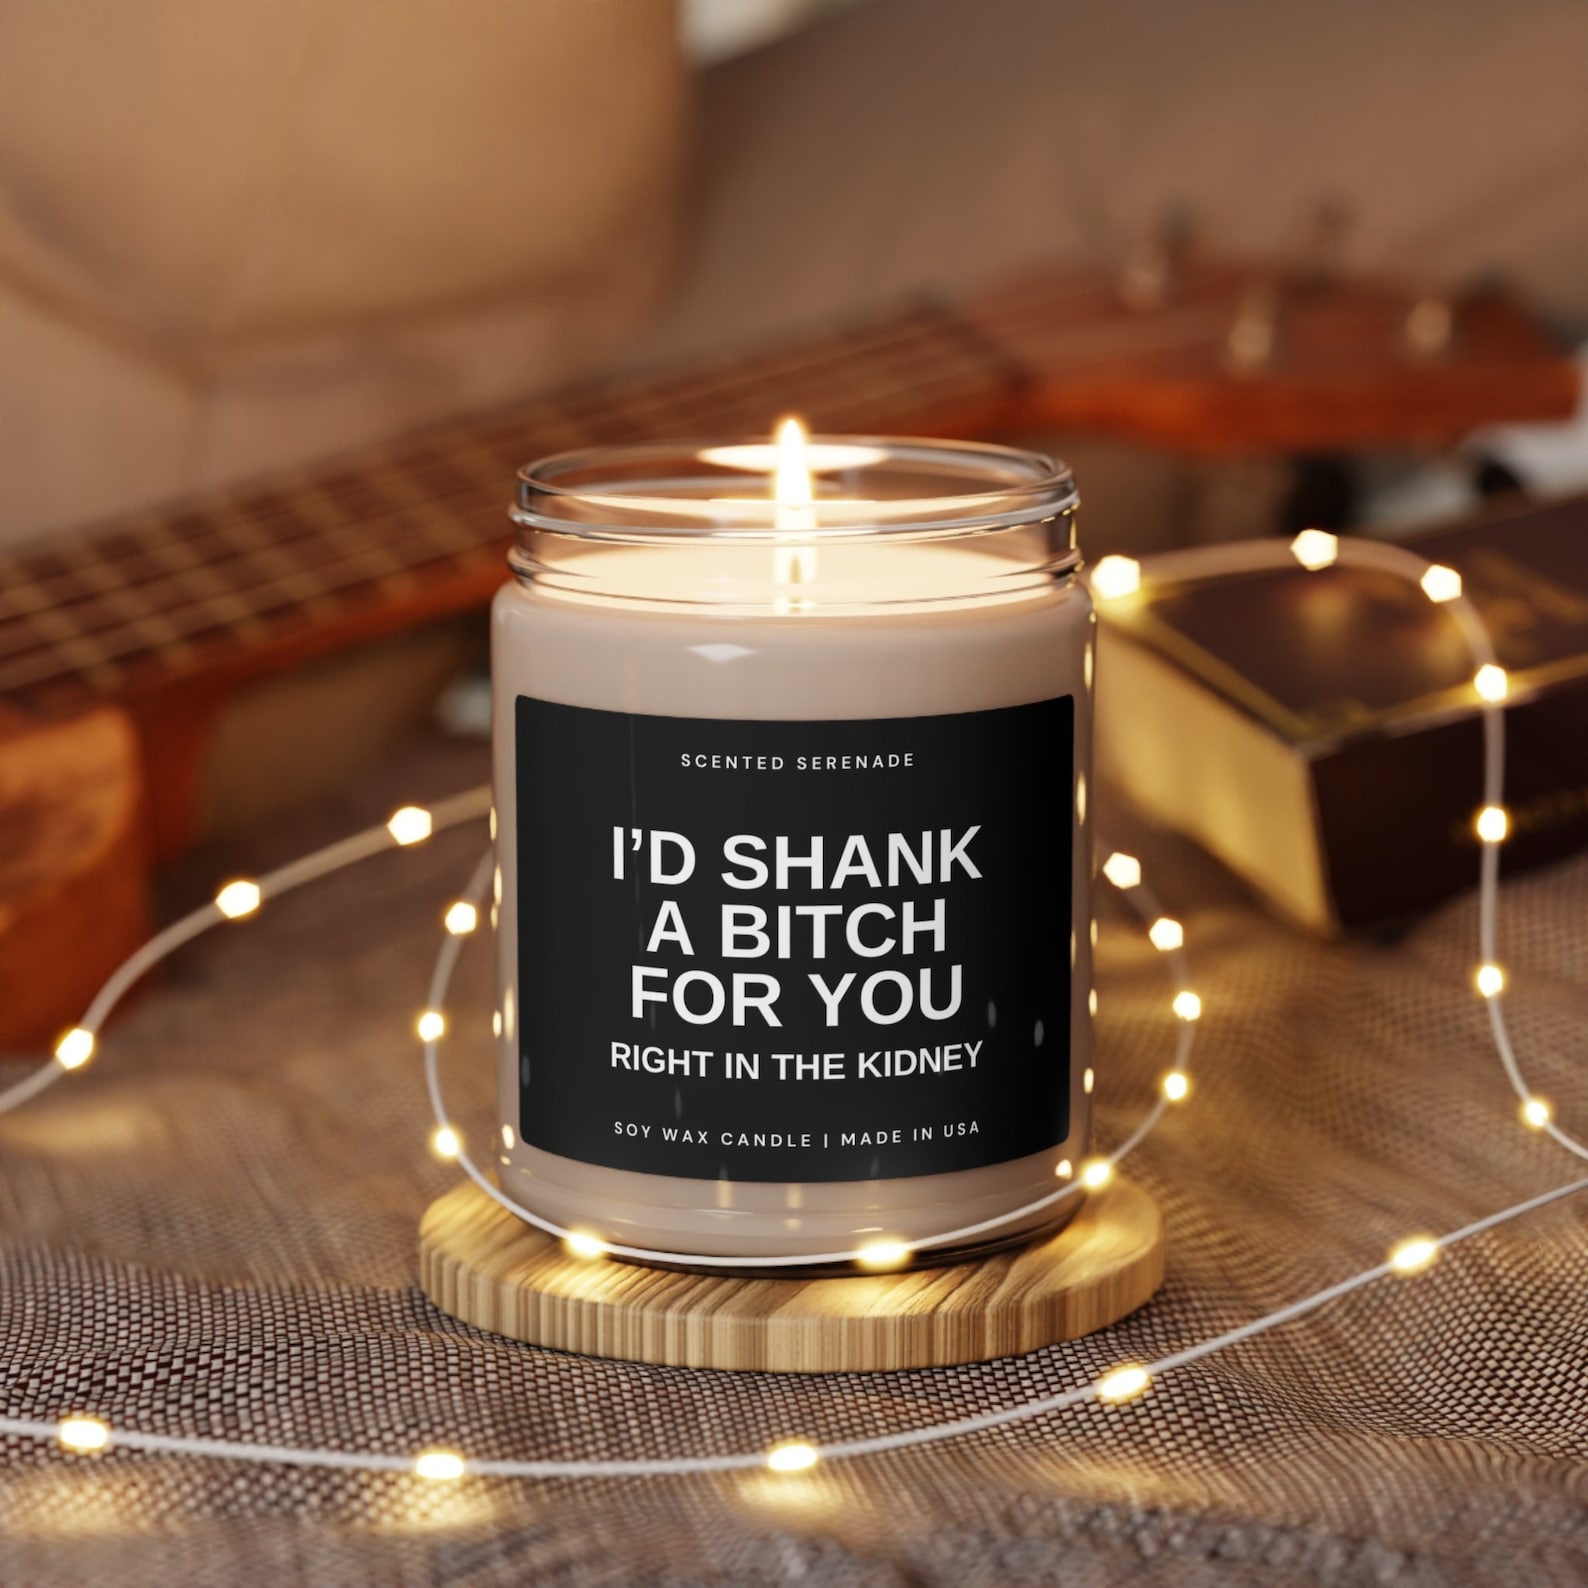 SCENTED SERENADE
I’D SHANK
A BITCH
FOR YOU
RIGHT IN THE KIDNEY
SOY WAX CANDLE | MADE IN USA